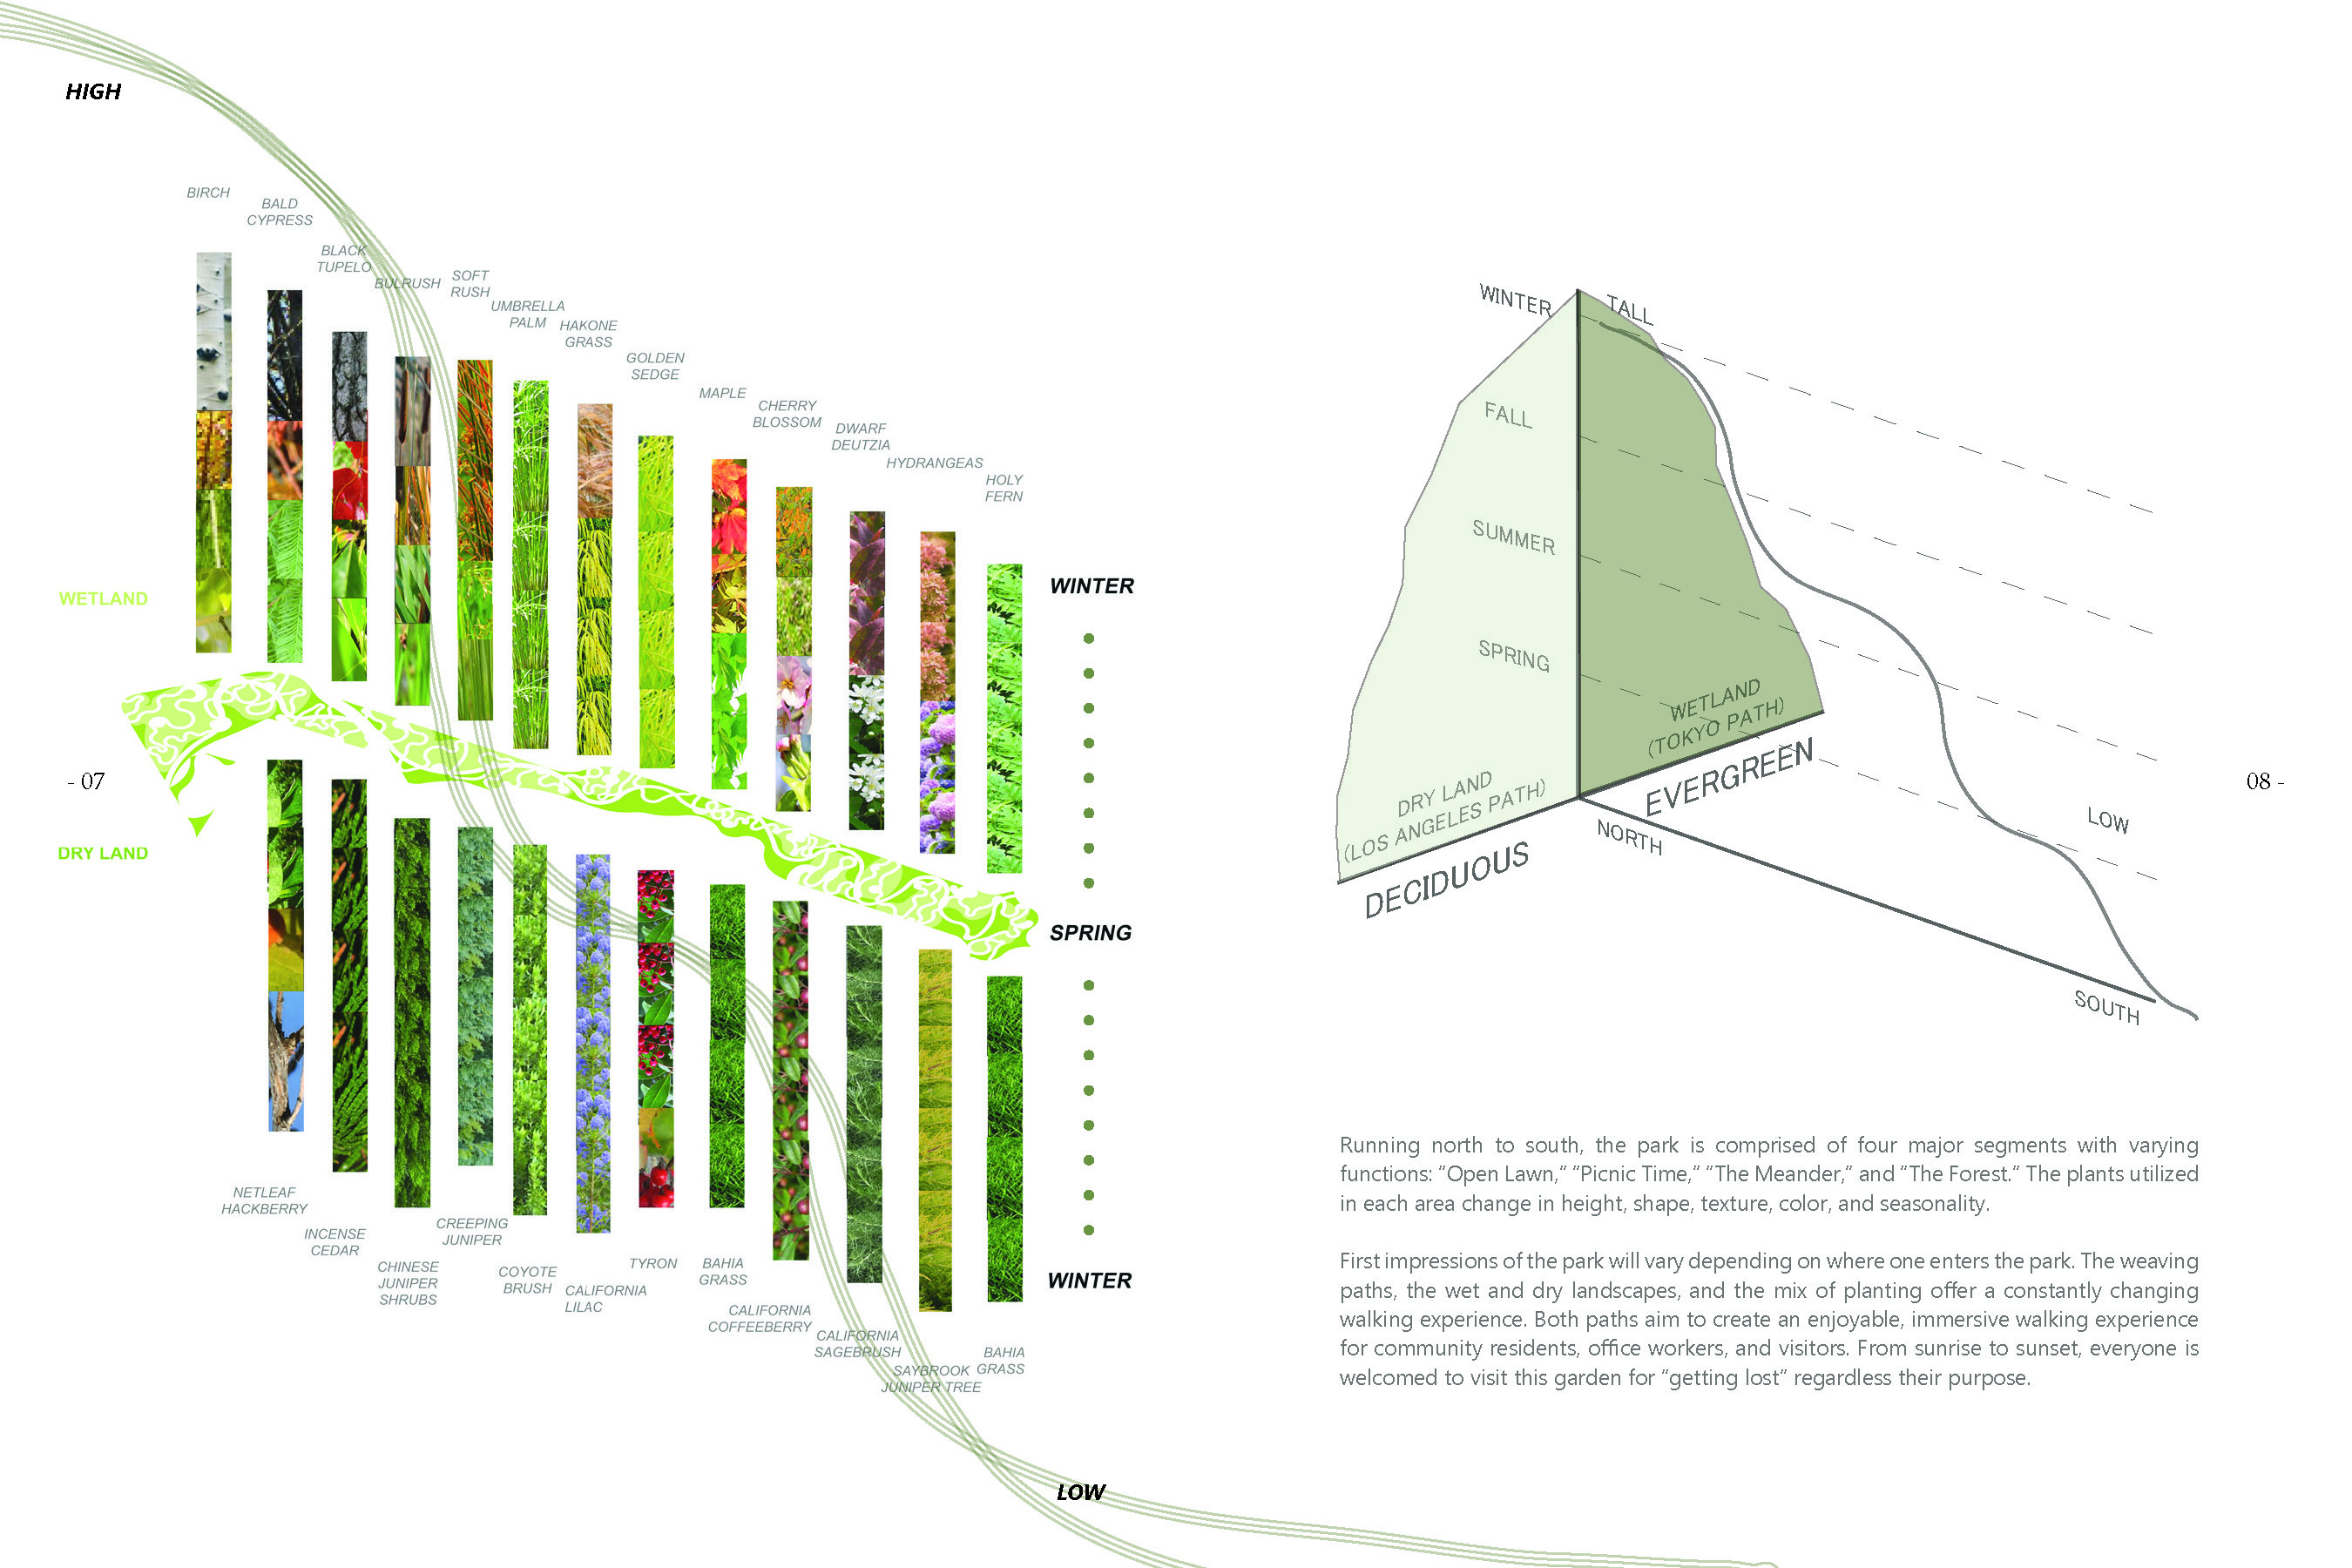 HIGH
BIRCH
BALD
CYPRESS
BLACK
TUPELO
BULRUSH
SOFT
RUSH
UMBRELLA
PALM
HAKONE
GRASS
GOLDEN
SEDGE
MAPLE
CHERRY
BLOSSOM
DWARF
DEUTZIA
HYDRANGEAS
HOLY
FERN
WETLAND
DRY LAND
- 07
WINTER
SPRING
WINTER
NETLEAF
HACKBERRY
INCENSE
CEDAR
CHINESE
JUNIPER
SHRUBS
CREEPING
JUNIPER
COYOTE
BRUSH
CALIFORNIA
LILAC
TYRON
BAHIA
GRASS
CALIFORNIA
COFFEEBERRY
CALIFORNIA
SAGEBRUSH
SAYBROOK
JUNIPER TREE
BAHIA
GRASS
LOW
WINTER
TALL
FALL
SUMMER
SPRING
WETLAND
(TOKYO PATH)
EVERGREEN
DRY LAND
(LOS ANGELES PATH)
DECIDUOUS
NORTH
LOW
SOUTH
08 -
Running north to south, the park is comprised of four major segments with varying
functions: “Open Lawn,“ “Picnic Time,“ “The Meander,“ and “The Forest.“ The plants utilized
in each area change in height, shape, texture, color, and seasonality.
First impressions of the park will vary depending on where one enters the park. The weaving
paths, the wet and dry landscapes, and the mix of planting offer a constantly changing
walking experience. Both paths aim to create an enjoyable, immersive walking experience
for community residents, office workers, and visitors. From sunrise to sunset, everyone is
welcomed to visit this garden for “getting lost“ regardless their purpose.